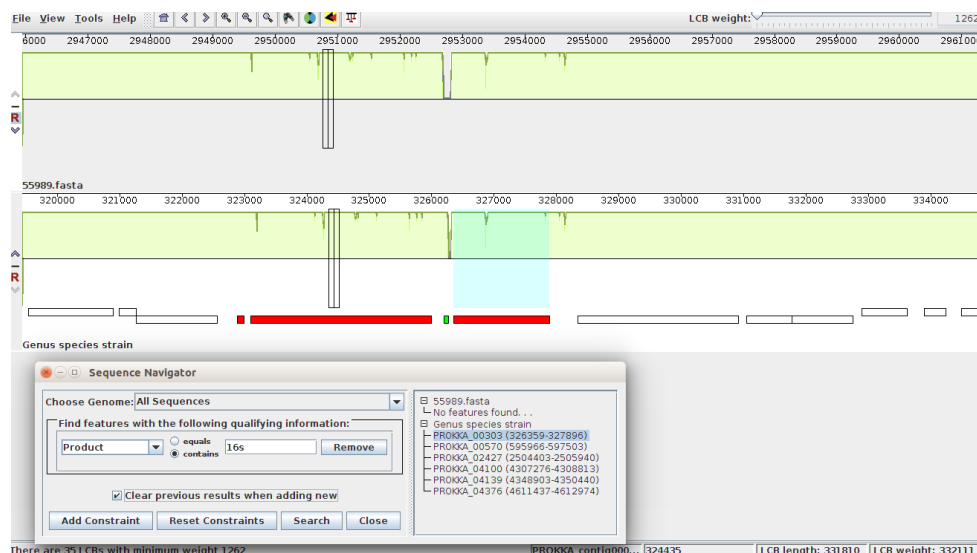 File View Tools Help LCB weight: 1262
6000 2947000 2948000 2949000 2950000 2951000 2952000 2953000 2954000 2955000 2956000 2957000 2958000 2959000 2960000 296100
R
55989.fasta
320000 321000 322000 323000 324000 325000 326000 327000 328000 329000 330000 331000 332000 333000 334000
R
Genus species strain
Sequence Navigator
Choose Genome: All Sequences
Find features with the following qualifying information:
Product equals contains 16s Remove
Clear previous results when adding new
Add Constraint Reset Constraints Search Close
55989.fasta
No features found. . .
Genus species strain
PROKKA_00303 (326359-327896)
PROKKA_00570 (595966-597503)
PROKKA_02427 (2504403-2505940)
PROKKA_04100 (4307276-4308813)
PROKKA_04139 (4348903-4350440)
PROKKA_04376 (4611437-4612974)
There are 35 LCBs with minimum weight 1262 PROKKA_contig000... 324435 LCB length: 331810 LCB weight: 332111